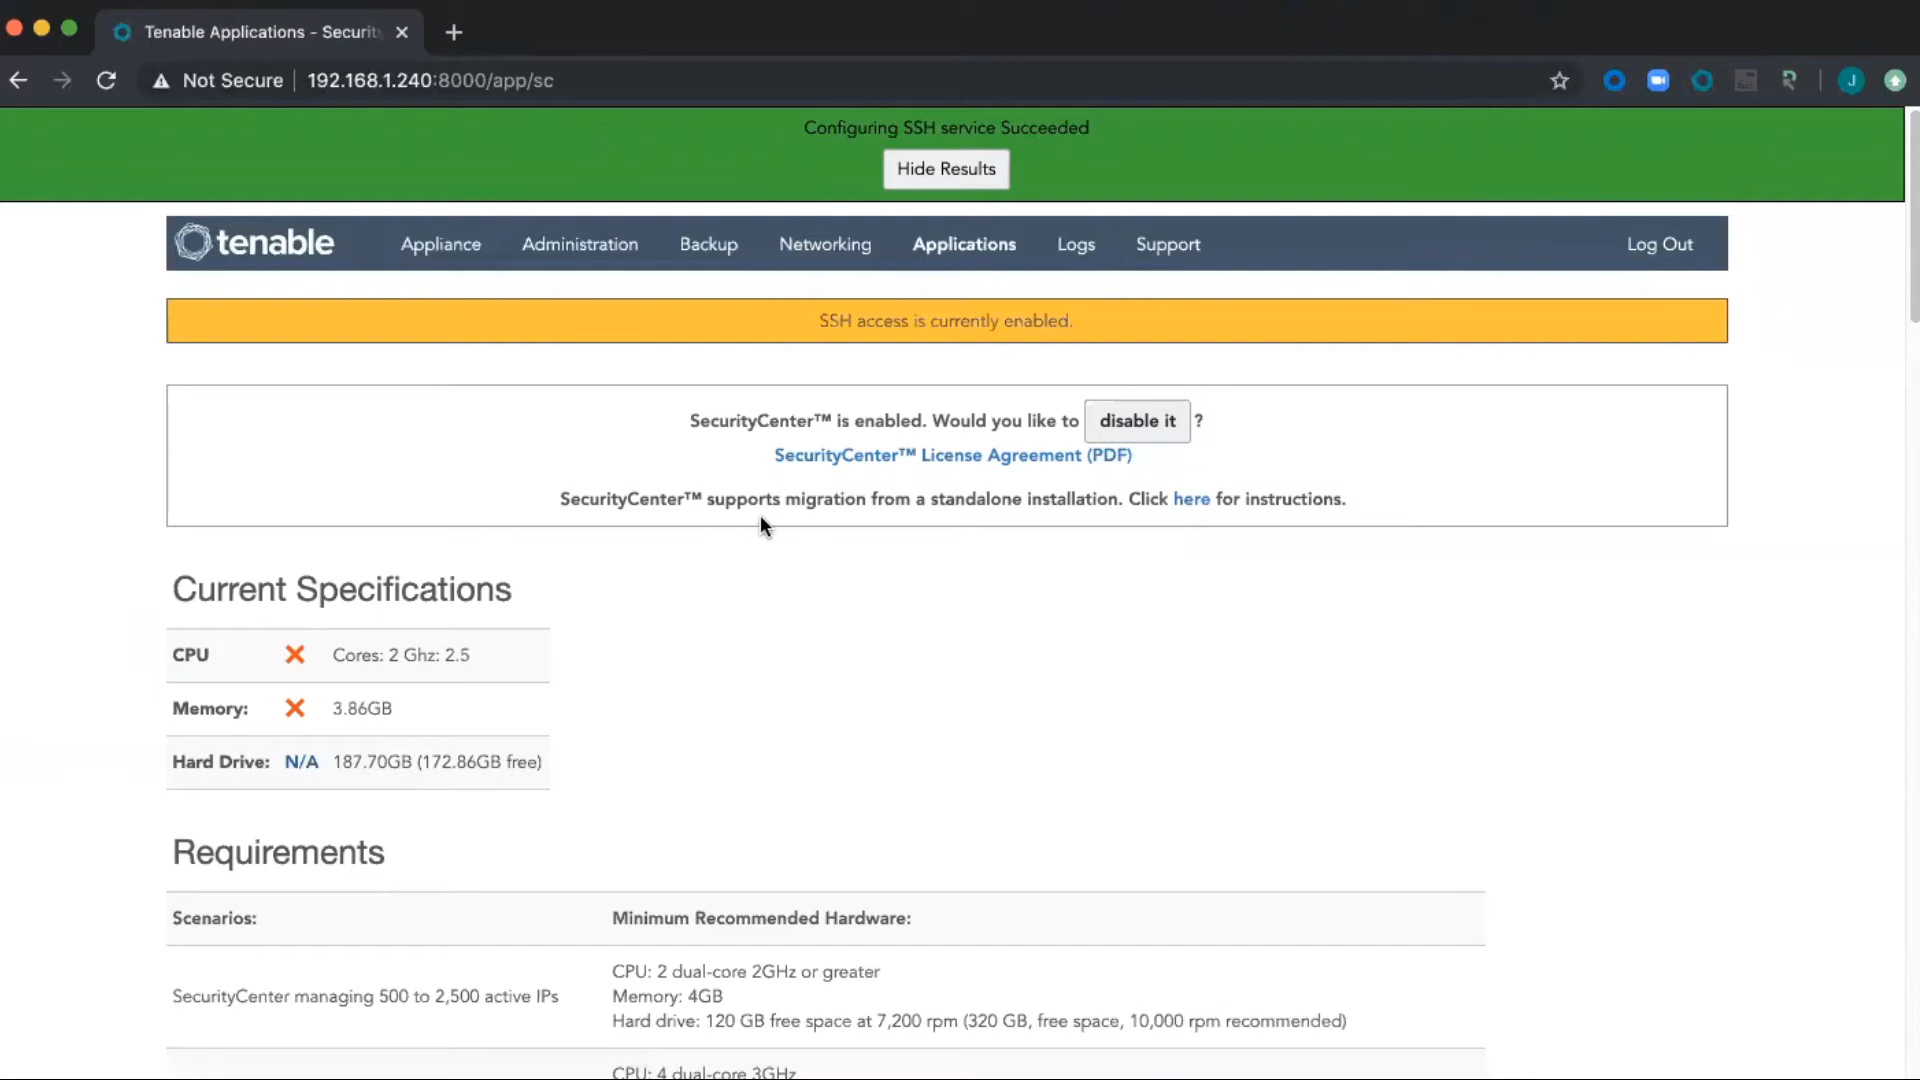 Tenable Applications - Securit
Not Secure
192.168.1.240:8000/app/sc
J
Configuring SSH service Succeeded
Hide Results
tenable
Appliance
Administration
Backup
Networking
Applications
Logs
Support
Log Out
SSH access is currently enabled.
SecurityCenter™ is enabled. Would you like to disable it ?
SecurityCenter™ License Agreement (PDF)
SecurityCenter™ supports migration from a standalone installation. Click here for instructions.
Current Specifications
CPU Cores: 2 Ghz: 2.5
Memory: 3.86GB
Hard Drive: N/A 187.70GB (172.86GB free)
Requirements
Scenarios: Minimum Recommended Hardware:
SecurityCenter managing 500 to 2,500 active IPs
CPU: 2 dual-core 2GHz or greater
Memory: 4GB
Hard drive: 120 GB free space at 7,200 rpm (320 GB, free space, 10,000 rpm recommended)
CPU: 4 dual-core 3GHz